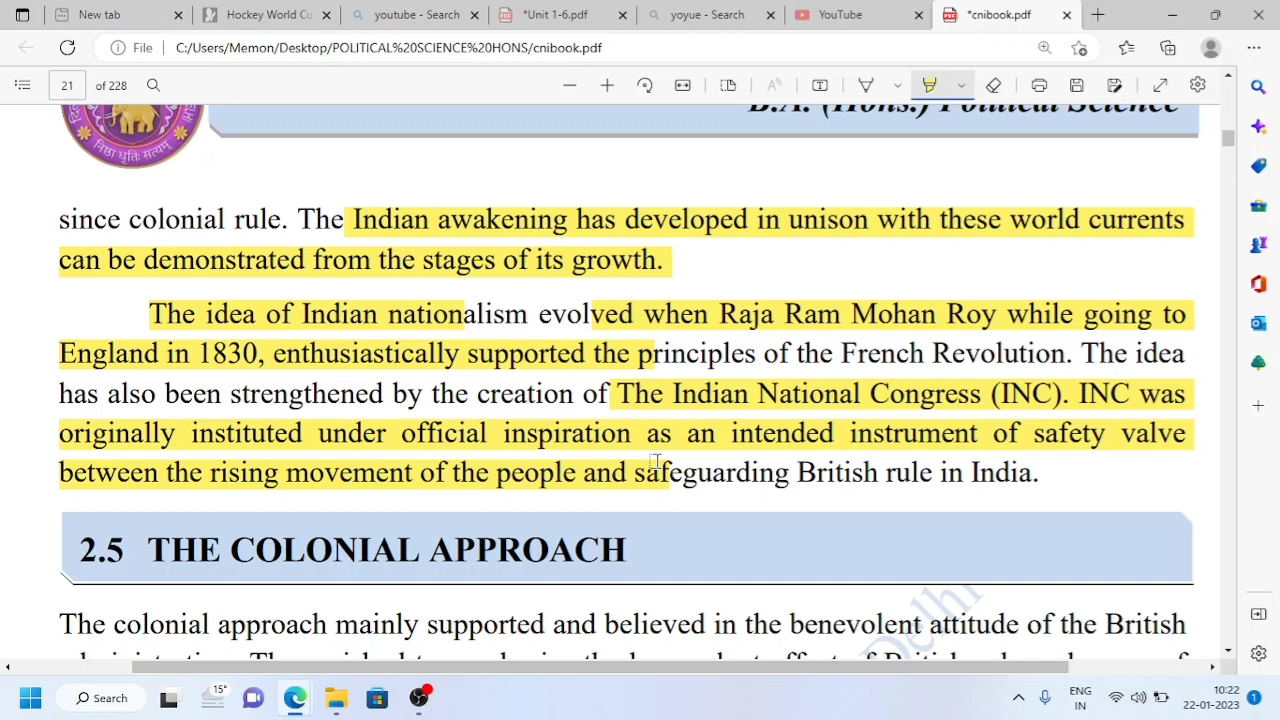 New tab
Hockey World Cu
youtube - Search
*Unit 1-6.pdf
yoyue - Search
YouTube
*cnibook.pdf
File
C:/Users/Memon/Desktop/POLITICAL%20SCIENCE%20HONS/cnibook.pdf
21 of 228
B.A. (Hons.) Political Science
निष्ठा धृतिः सत्यम्
since colonial rule. The Indian awakening has developed in unison with these world currents
can be demonstrated from the stages of its growth.
The idea of Indian nationalism evolved when Raja Ram Mohan Roy while going to
England in 1830, enthusiastically supported the principles of the French Revolution. The idea
has also been strengthened by the creation of The Indian National Congress (INC). INC was
originally instituted under official inspiration as an intended instrument of safety valve
between the rising movement of the people and safeguarding British rule in India.
2.5 THE COLONIAL APPROACH
Delhi
The colonial approach mainly supported and believed in the benevolent attitude of the British
Search
15°
ENG
IN
10:22
22-01-2023
1